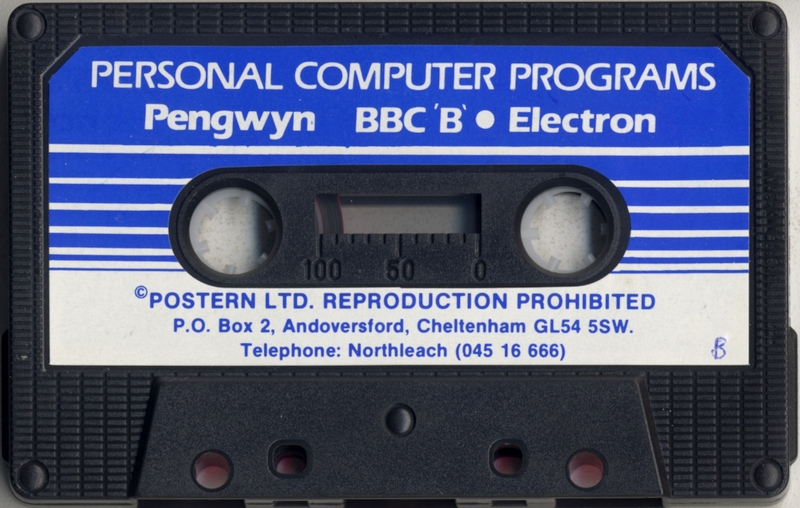 PERSONAL COMPUTER PROGRAMS
Pengwyn BBC 'B' • Electron
100 50 0
©POSTERN LTD. REPRODUCTION PROHIBITED
P.O. Box 2, Andoversford, Cheltenham GL54 5SW.
Telephone: Northleach (045 16 666)
B